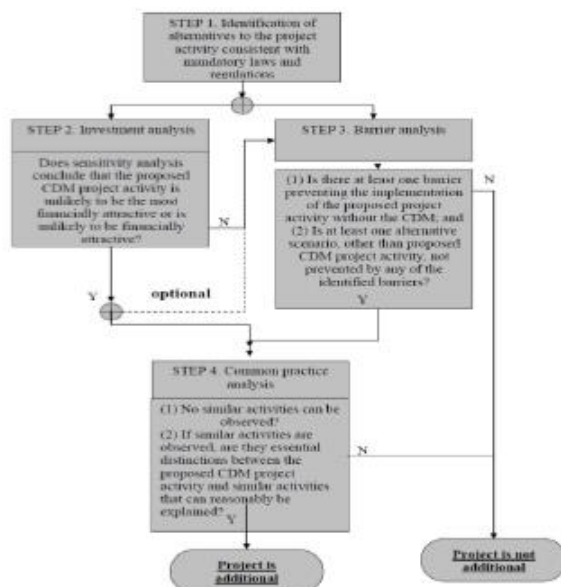 STEP 1. Identification of
alternatives to the project
activity consistent with
mandatory laws and
regulations
STEP 2. Investment analysis
Does sensitivity analysis
conclude that the proposed
CDM project activity is
unlikely to be the most
financially attractive or is
unlikely to be financially
attractive?
N
Y
optional
STEP 3. Barrier analysis
(1) Is there at least one barrier
preventing the implementation
of the proposed project
activity without the CDM; and
(2) Is at least one alternative
scenario, other than proposed
CDM project activity, not
prevented by any of the
identified barriers?
N
Y
STEP 4. Common practice
analysis
(1) No similar activities can be
observed?
(2) If similar activities are
observed, are they essential
distinctions between the
proposed CDM project
activity and similar activities
that can reasonably be
explained?
N
Y
Project is
additional
Project is not
additional